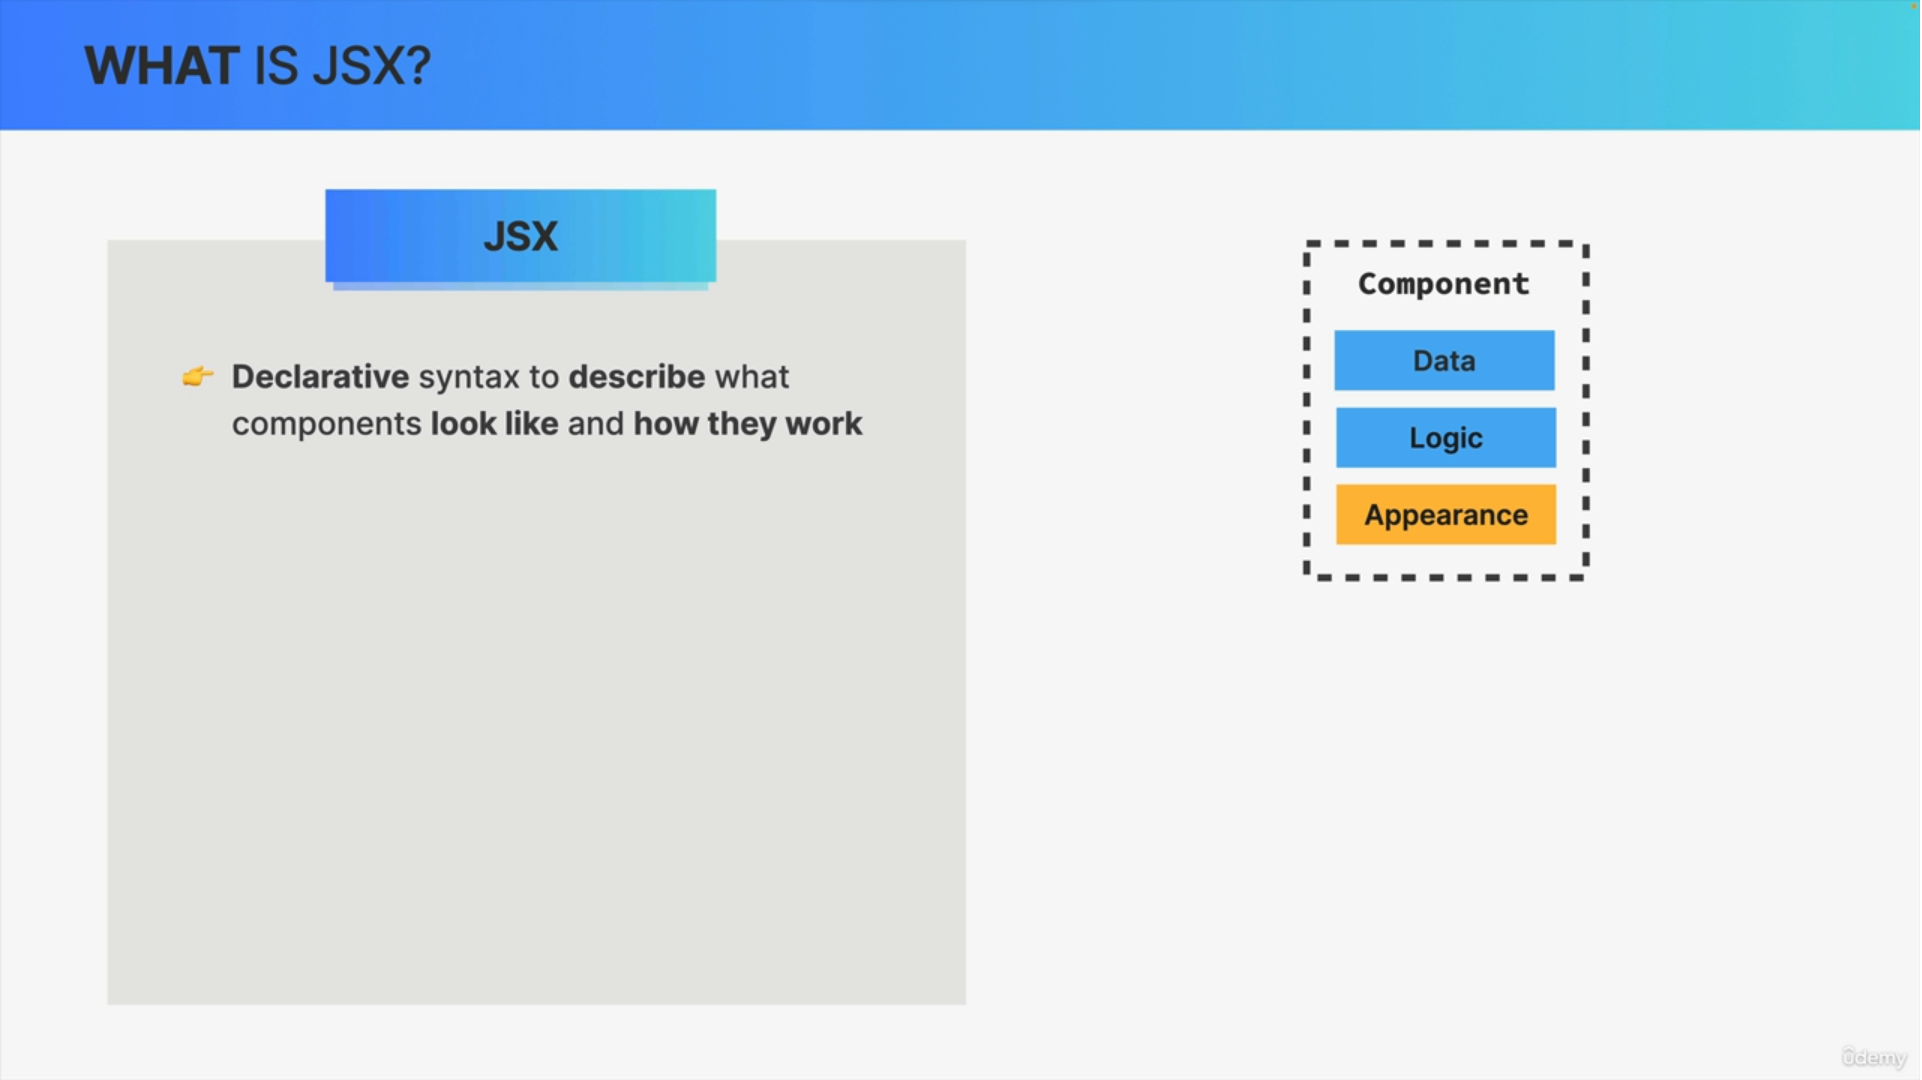 WHAT IS JSX?
JSX
👉 Declarative syntax to describe what
components look like and how they work
Component
Data
Logic
Appearance
ûdemy